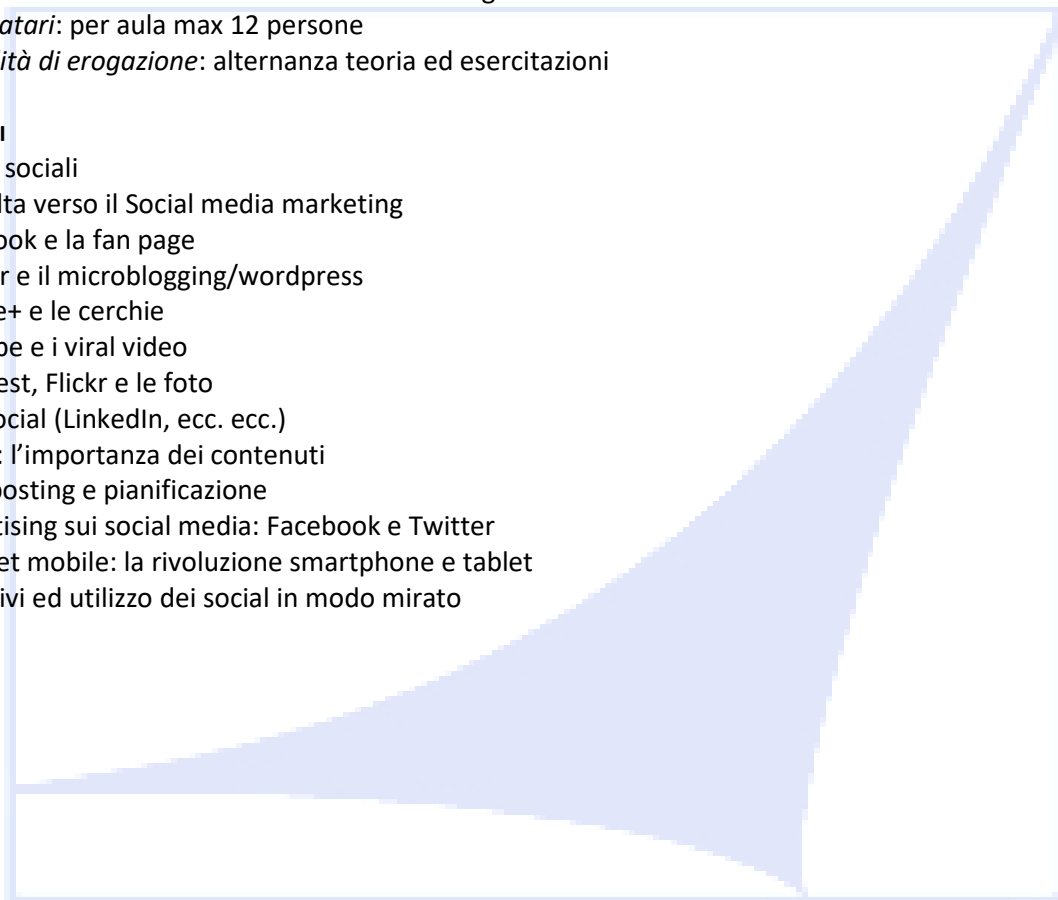 g
atari: per aula max 12 persone
ità di erogazione: alternanza teoria ed esercitazioni
I
sociali
lta verso il Social media marketing
ook e la fan page
r e il microblogging/wordpress
e+ e le cerchie
be e i viral video
est, Flickr e le foto
ocial (LinkedIn, ecc. ecc.)
: l’importanza dei contenuti
posting e pianificazione
tising sui social media: Facebook e Twitter
et mobile: la rivoluzione smartphone e tablet
ivi ed utilizzo dei social in modo mirato